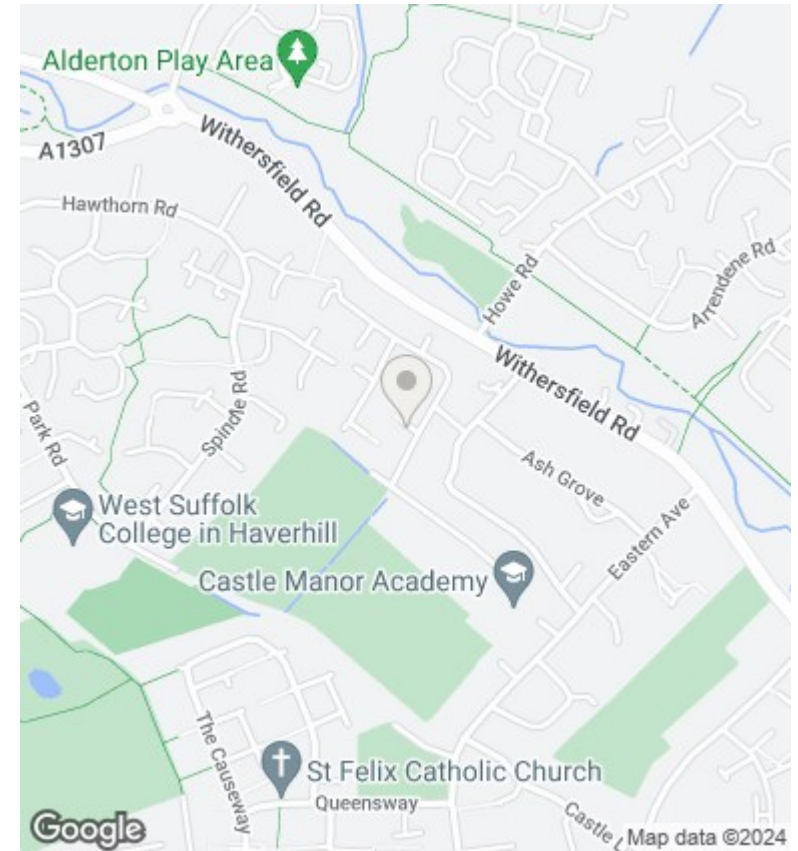 Alderton Play Area
A1307
Withersfield Rd
Hawthorn Rd
Howe Rd
Arrendene Rd
Withersfield Rd
Spindle Rd
Park Rd
Ash Grove
West Suffolk
College in Haverhill
Eastern Ave
Castle Manor Academy
The Causeway
St Felix Catholic Church
Queensway
Castle L
Google
Map data ©2024